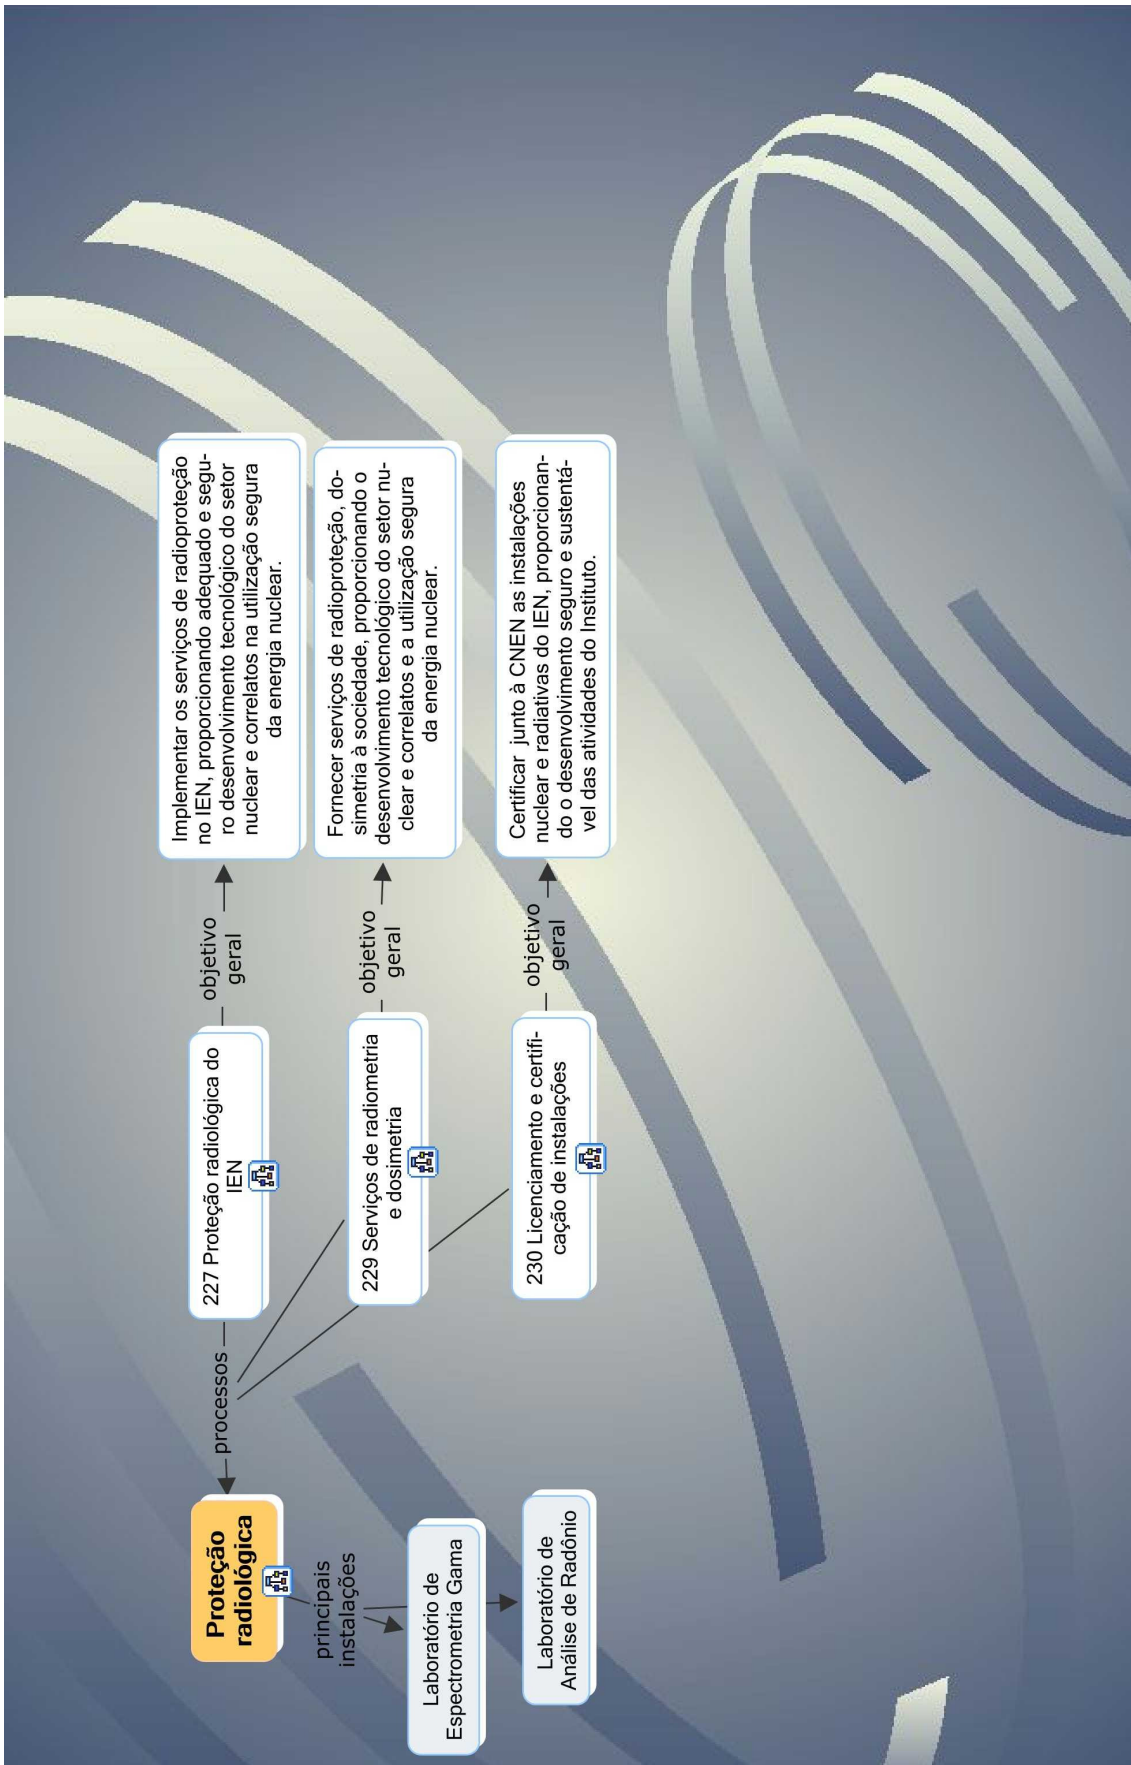 Proteção
radiológica
processos
227 Proteção radiológica do
IEN
objetivo
geral
Implementar os serviços de radioproteção
no IEN, proporcionando adequado e segu-
ro desenvolvimento tecnológico do setor
nuclear e correlatos na utilização segura
da energia nuclear.
229 Serviços de radiometria
e dosimetria
objetivo
geral
Fornecer serviços de radioproteção, do-
simetria à sociedade, proporcionando o
desenvolvimento tecnológico do setor nu-
clear e correlatos e a utilização segura
da energia nuclear.
230 Licenciamento e certifi-
cação de instalações
objetivo
geral
Certificar junto à CNEN as instalações
nuclear e radiativas do IEN, proporcionan-
do o desenvolvimento seguro e sustentá-
vel das atividades do Instituto.
principais
instalações
Laboratório de
Espectrometria Gama
Laboratório de
Análise de Radônio